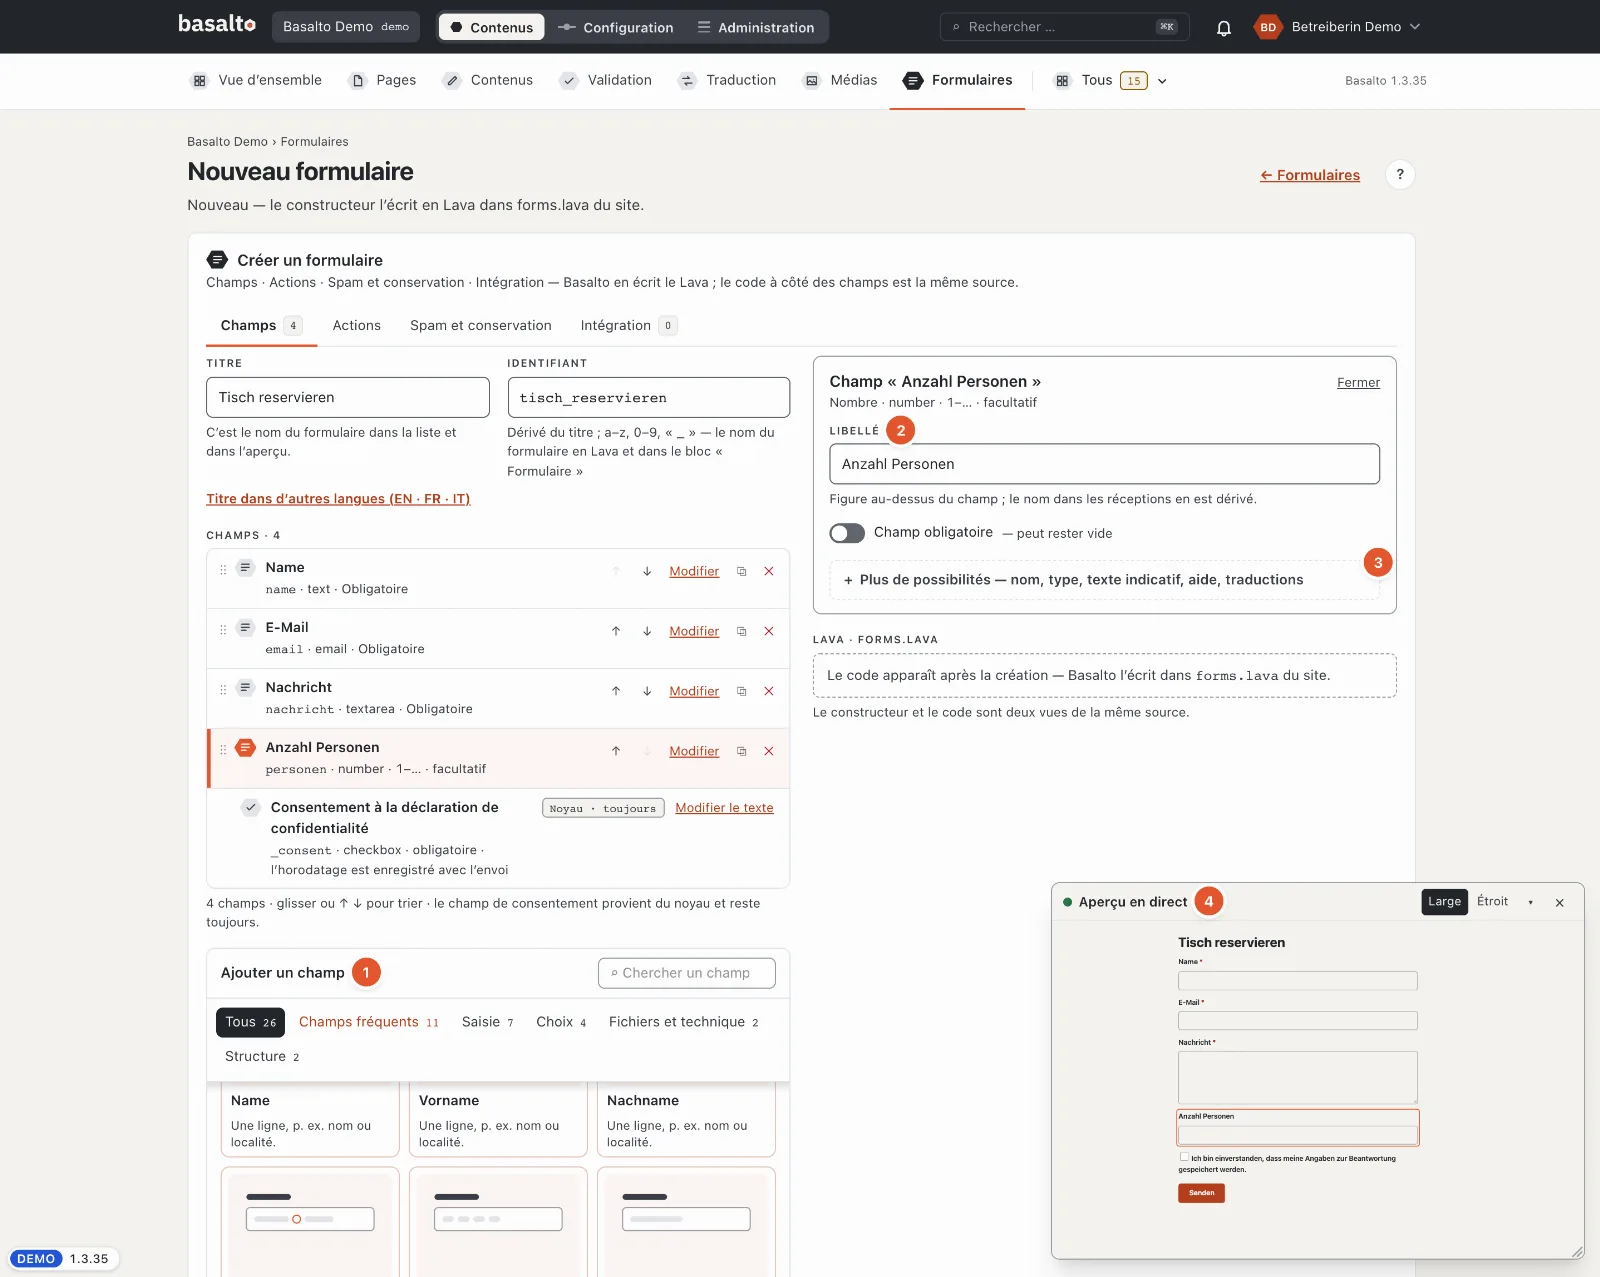 basalto
Basalto Demo demo
Contenus
Configuration
Administration
Rechercher ...
⌘K
BD
Betreiberin Demo
Vue d'ensemble
Pages
Contenus
Validation
Traduction
Médias
Formulaires
Tous 15
Basalto 1.3.35
Basalto Demo › Formulaires
Nouveau formulaire
← Formulaires
?
Nouveau — le constructeur l'écrit en Lava dans forms.lava du site.
Créer un formulaire
Champs · Actions · Spam et conservation · Intégration — Basalto en écrit le Lava ; le code à côté des champs est la même source.
Champs 4
Actions
Spam et conservation
Intégration 0
TITRE
Tisch reservieren
C'est le nom du formulaire dans la liste et
dans l'aperçu.
IDENTIFIANT
tisch_reservieren
Dérivé du titre ; a–z, 0–9, « _ » — le nom du
formulaire en Lava et dans le bloc «
Formulaire »
Titre dans d'autres langues (EN · FR · IT)
CHAMPS · 4
Name
name · text · Obligatoire
↑ ↓ Modifier
E-Mail
email · email · Obligatoire
↑ ↓ Modifier
Nachricht
nachricht · textarea · Obligatoire
↑ ↓ Modifier
Anzahl Personen
personen · number · 1–… · facultatif
↑ ↓ Modifier
Consentement à la déclaration de
confidentialité
Noyau · toujours
Modifier le texte
_consent · checkbox · obligatoire ·
l'horodatage est enregistré avec l'envoi
4 champs · glisser ou ↑ ↓ pour trier · le champ de consentement provient du noyau et reste
toujours.
Ajouter un champ 1
Chercher un champ
Tous 26
Champs fréquents 11
Saisie 7
Choix 4
Fichiers et technique 2
Structure 2
Name
Une ligne, p. ex. nom ou
localité.
Vorname
Une ligne, p. ex. nom ou
localité.
Nachname
Une ligne, p. ex. nom ou
localité.
Champ « Anzahl Personen »
Fermer
Nombre · number · 1–… · facultatif
LIBELLÉ 2
Anzahl Personen
Figure au-dessus du champ ; le nom dans les réceptions en est dérivé.
Champ obligatoire — peut rester vide
3
+ Plus de possibilités — nom, type, texte indicatif, aide, traductions
LAVA · FORMS.LAVA
Le code apparaît après la création — Basalto l'écrit dans forms.lava du site.
Le constructeur et le code sont deux vues de la même source.
Aperçu en direct 4
Large
Étroit
Tisch reservieren
Name *
E-Mail *
Nachricht *
Anzahl Personen
Ich bin einverstanden, dass meine Angaben zur Beantwortung
gespeichert werden.
Senden
DEMO 1.3.35